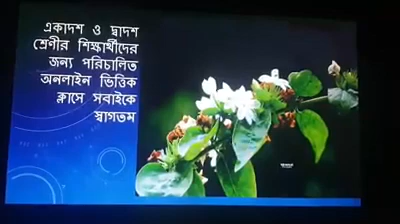 একাদশ ও দ্বাদশ
শ্রেণীর শিক্ষার্থীদের
জন্য পরিচালিত
অনলাইন ভিত্তিক
ক্লাসে সবাইকে
স্বাগতম